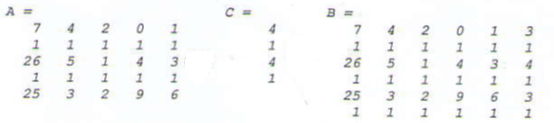 A =
7 4 2 0 1
1 1 1 1 1
26 5 1 4 3
1 1 1 1 1
25 3 2 9 6
C =
4
1
4
1
B =
7 4 2 0 1 3
1 1 1 1 1 1
26 5 1 4 3 4
1 1 1 1 1 1
25 3 2 9 6 3
1 1 1 1 1 1